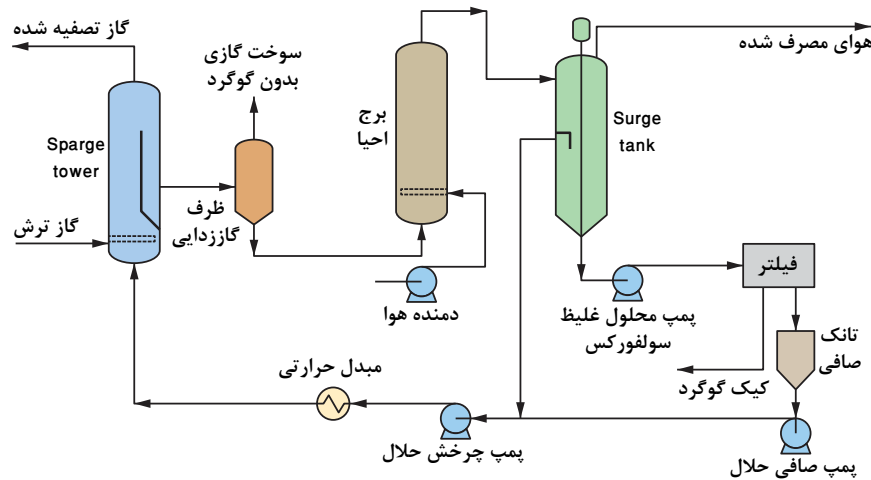 گاز تصفیه شده
سوخت گازی
بدون گوگرد
برج
احیا
هوای مصرف شده
Sparge
tower
Surge
tank
گاز ترش
ظرف
گاززدایی
دمنده هوا
پمپ محلول غلیظ
سولفورکس
فیلتر
تانک
صافی
کیک گوگرد
مبدل حرارتی
پمپ چرخش حلال
پمپ صافی حلال